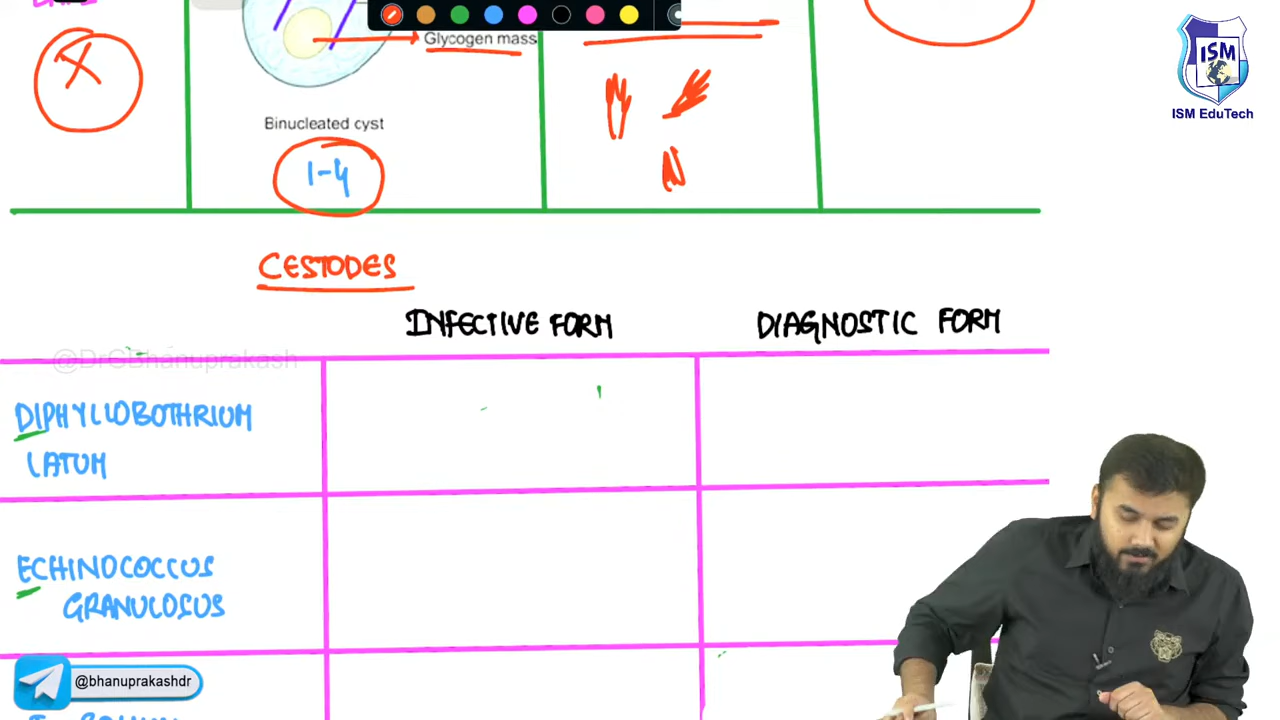 Glycogen mass
ISM
ISM EduTech
Binucleated cyst
1-4
N
CESTODES
INFECTIVE FORM
DIAGNOSTIC FORM
@DrGBhanuprakash
DIPHYLLOBOTHRIUM
LATUM
ECHINOCOCCUS
GRANULOSUS
@bhanuprakashdr